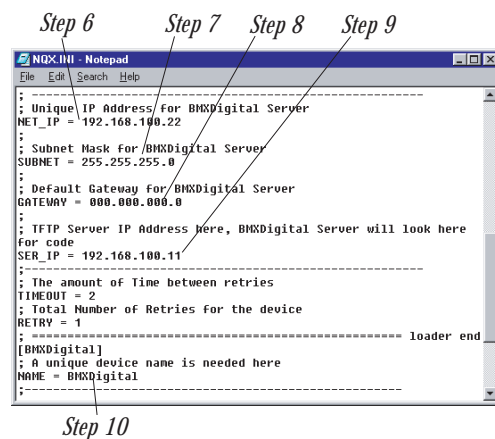 Step 6 Step 7 Step 8 Step 9
NQX.INI - Notepad
File Edit Search Help
; --------------------------------------------------
; Unique IP Address for BMXDigital Server
NET_IP = 192.168.100.22
;
; Subnet Mask for BMXDigital Server
SUBNET = 255.255.255.0
;
; Default Gateway for BMXDigital Server
GATEWAY = 000.000.000.0
;
; TFTP Server IP Address here, BMXDigital Server will look here
for code
SER_IP = 192.168.100.11
;--------------------------------------------------
; The amount of Time between retries
TIMEOUT = 2
; Total Number of Retries for the device
RETRY = 1
; =============================================== loader end
[BMXDigital]
; A unique device name is needed here
NAME = BMXDigital
;-----------------------------------------------
Step 10